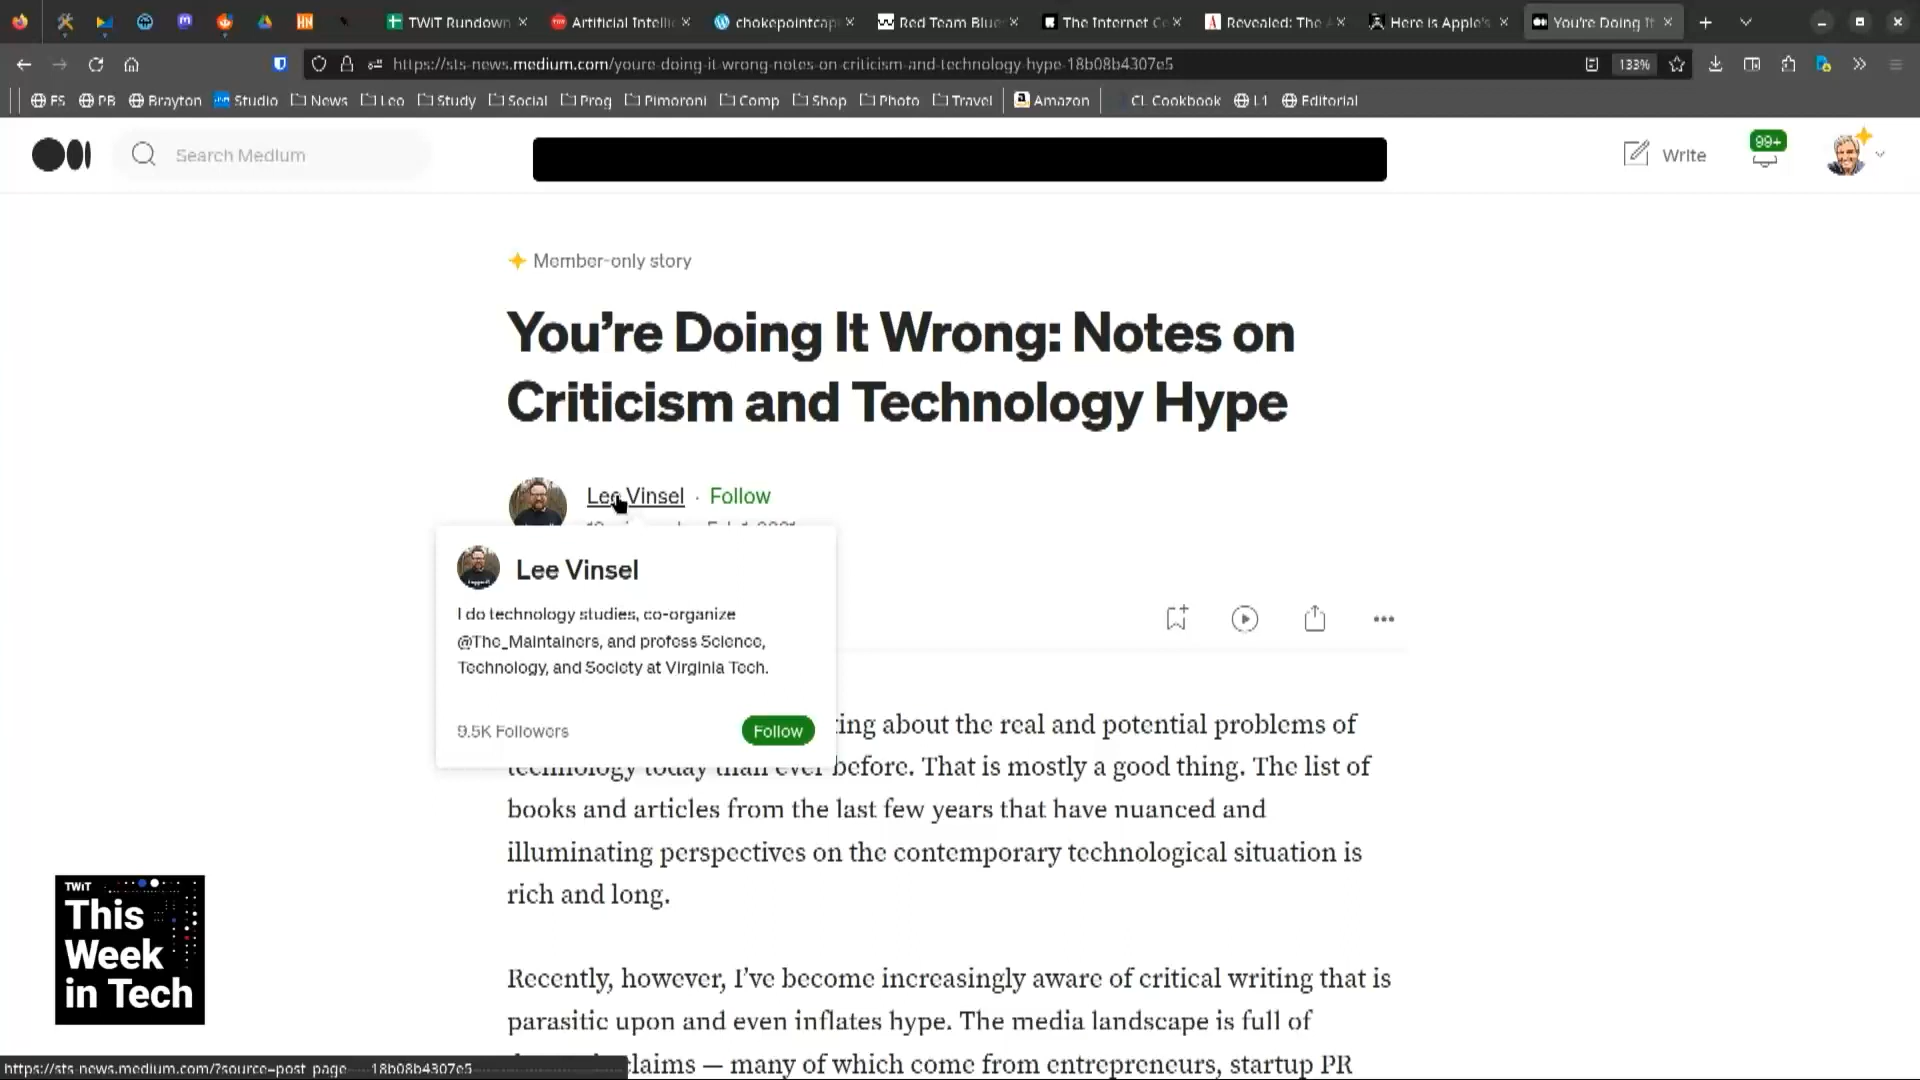 TWiT Rundown
Artificial Intellic
chokepointcap
Red Team Blue
The Internet Co
Revealed: The A
Here is Apple's
You're Doing It
https://sts-news.medium.com/youre-doing-it-wrong-notes-on-criticism-and-technology-hype-18b08b4307e5
133%
FS
PB
Brayton
Studio
News
Leo
Study
Social
Prog
Pimoroni
Comp
Shop
Photo
Travel
Amazon
CL Cookbook
L1
Editorial
Search Medium
Write
99+
Member-only story
You're Doing It Wrong: Notes on
Criticism and Technology Hype
Lee Vinsel · Follow
Lee Vinsel
I do technology studies, co-organize
@The_Maintainers, and profess Science,
Technology, and Society at Virginia Tech.
9.5K Followers
Follow
ting about the real and potential problems of
technology today than ever before. That is mostly a good thing. The list of
books and articles from the last few years that have nuanced and
illuminating perspectives on the contemporary technological situation is
rich and long.
Recently, however, I've become increasingly aware of critical writing that is
parasitic upon and even inflates hype. The media landscape is full of
claims — many of which come from entrepreneurs, startup PR
TWiT
This
Week
in Tech
https://sts-news.medium.com/?source=post_page-----18b08b4307e5